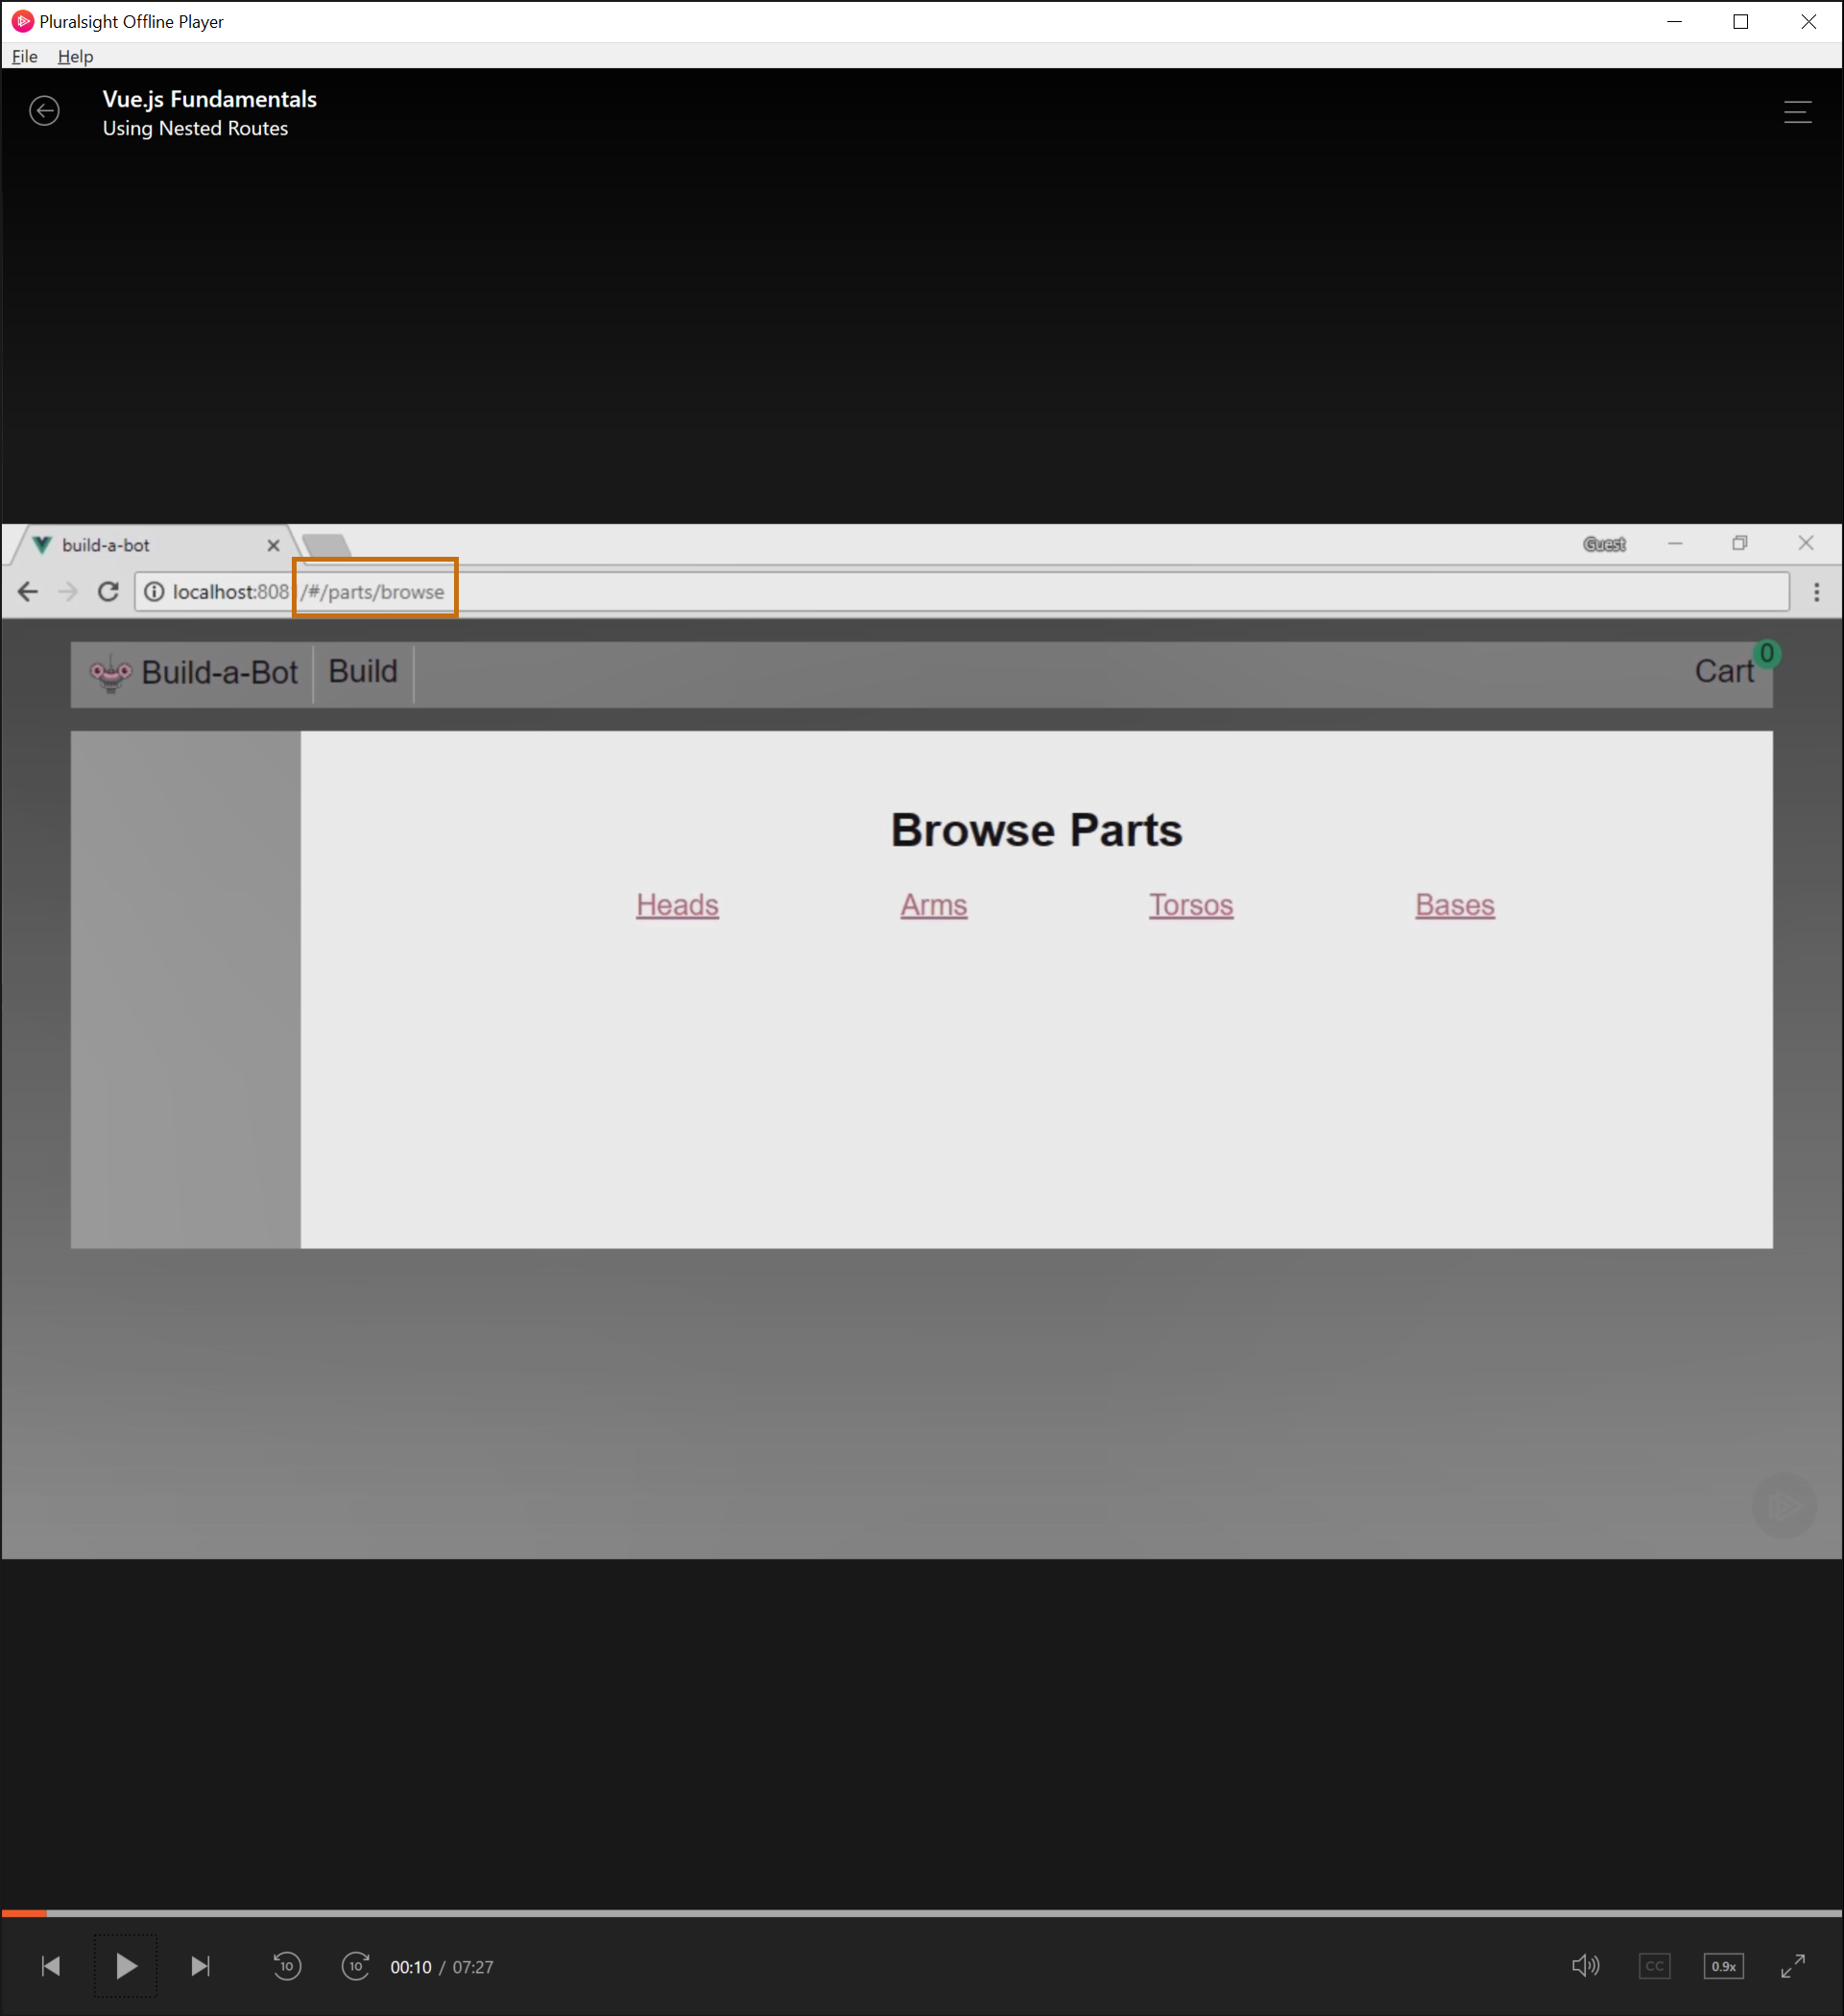 Pluralsight Offline Player
File Help
Vue.js Fundamentals
Using Nested Routes
build-a-bot
Guest
localhost:808 /#/parts/browse
Build-a-Bot Build Cart 0
Browse Parts
Heads Arms Torsos Bases
10 10 00:10 / 07:27 CC 0.9x